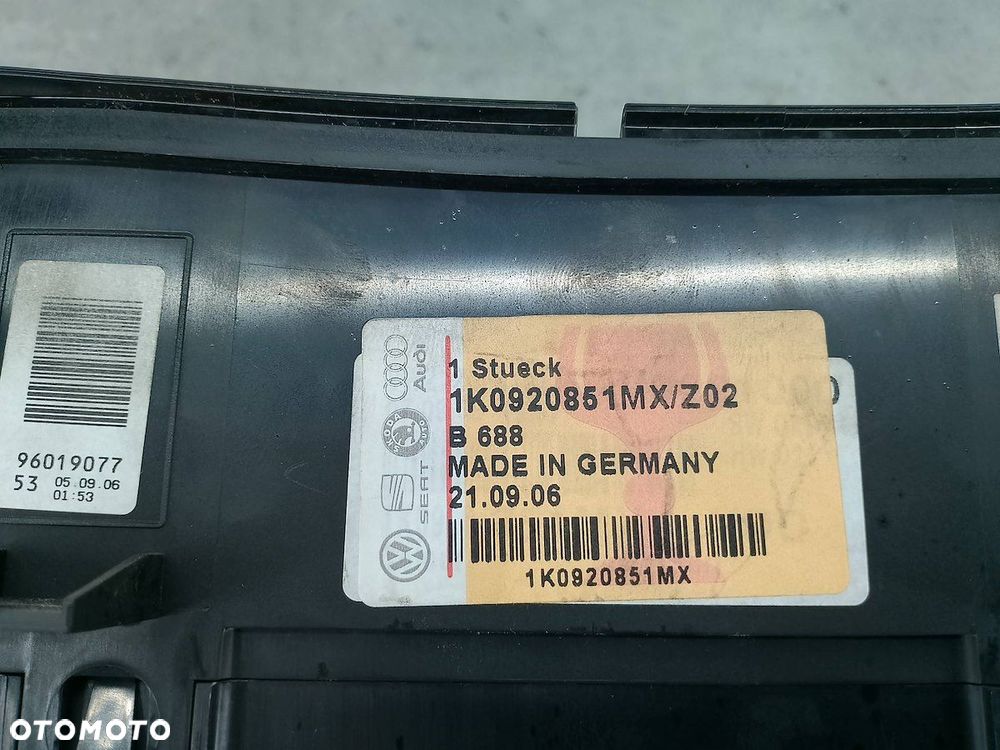 96019077
53 05.09.06
01:53
Audi
SKODA
SEAT
1 Stueck
1K0920851MX/Z02
B 688
MADE IN GERMANY
21.09.06
1K0920851MX
OTOMOTO